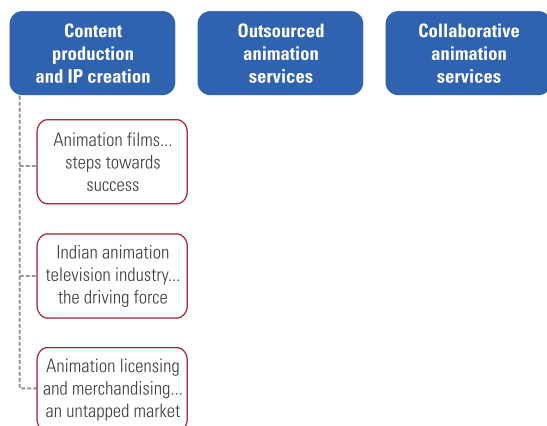 Content
production
and IP creation
Outsourced
animation
services
Collaborative
animation
services
Animation films...
steps towards
success
Indian animation
television industry...
the driving force
Animation licensing
and merchandising...
an untapped market